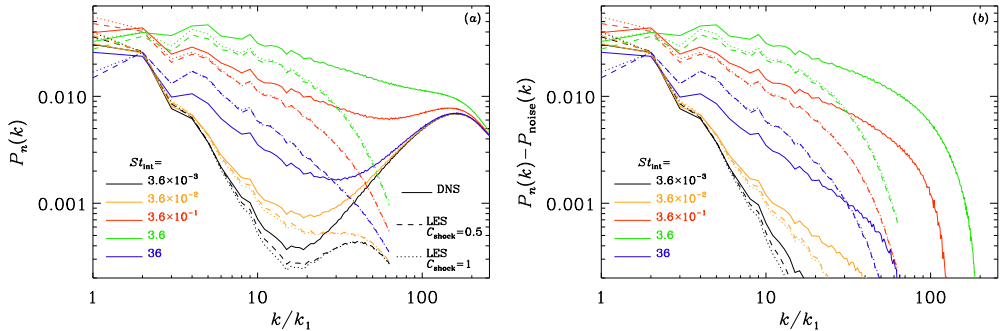 (a)
P_n(k)
0.010
0.001
St_int=
3.6×10⁻³
3.6×10⁻²
3.6×10⁻¹
3.6
36
DNS
LES
C_shock=0.5
LES
C_shock=1
1
10
100
k/k₁
(b)
P_n(k)−P_noise(k)
0.010
0.001
St_int=
3.6×10⁻³
3.6×10⁻²
3.6×10⁻¹
3.6
36
1
10
100
k/k₁